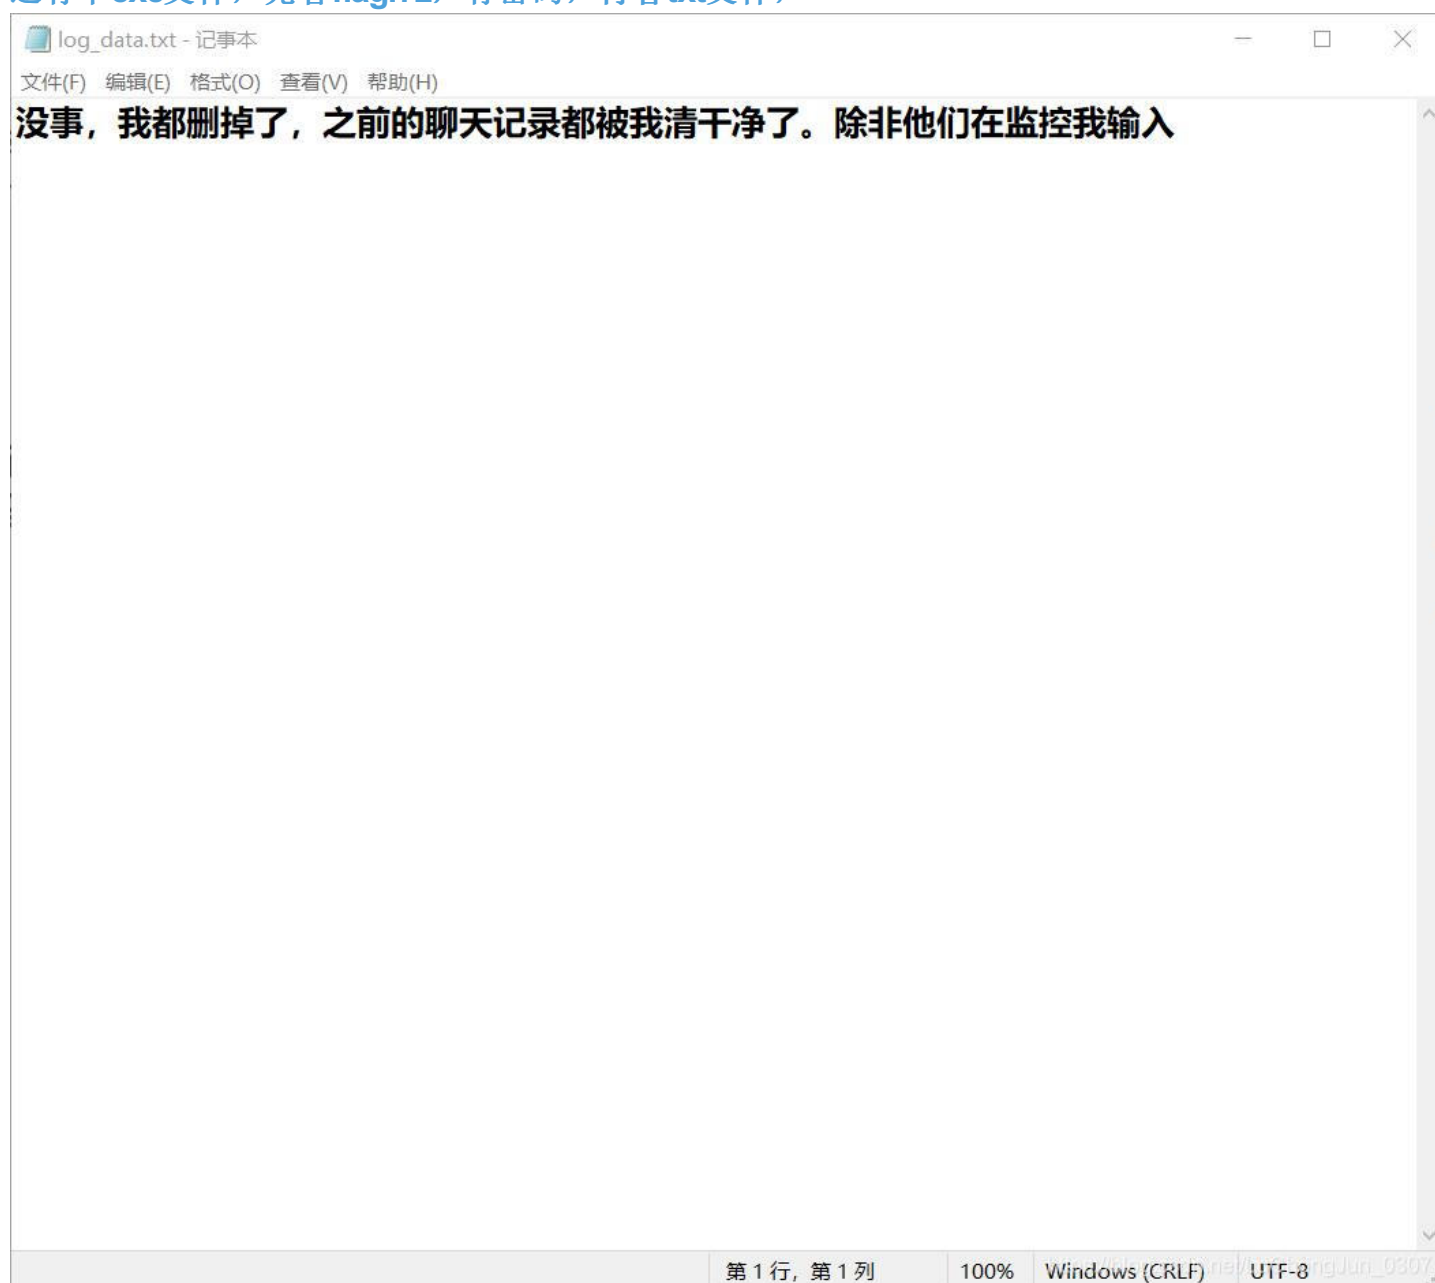 log_data.txt - 记事本
文件(F) 编辑(E) 格式(O) 查看(V) 帮助(H)
没事，我都删掉了，之前的聊天记录都被我清干净了。除非他们在监控我输入
第 1 行，第 1 列 100% Windows (CRLF) UTF-8